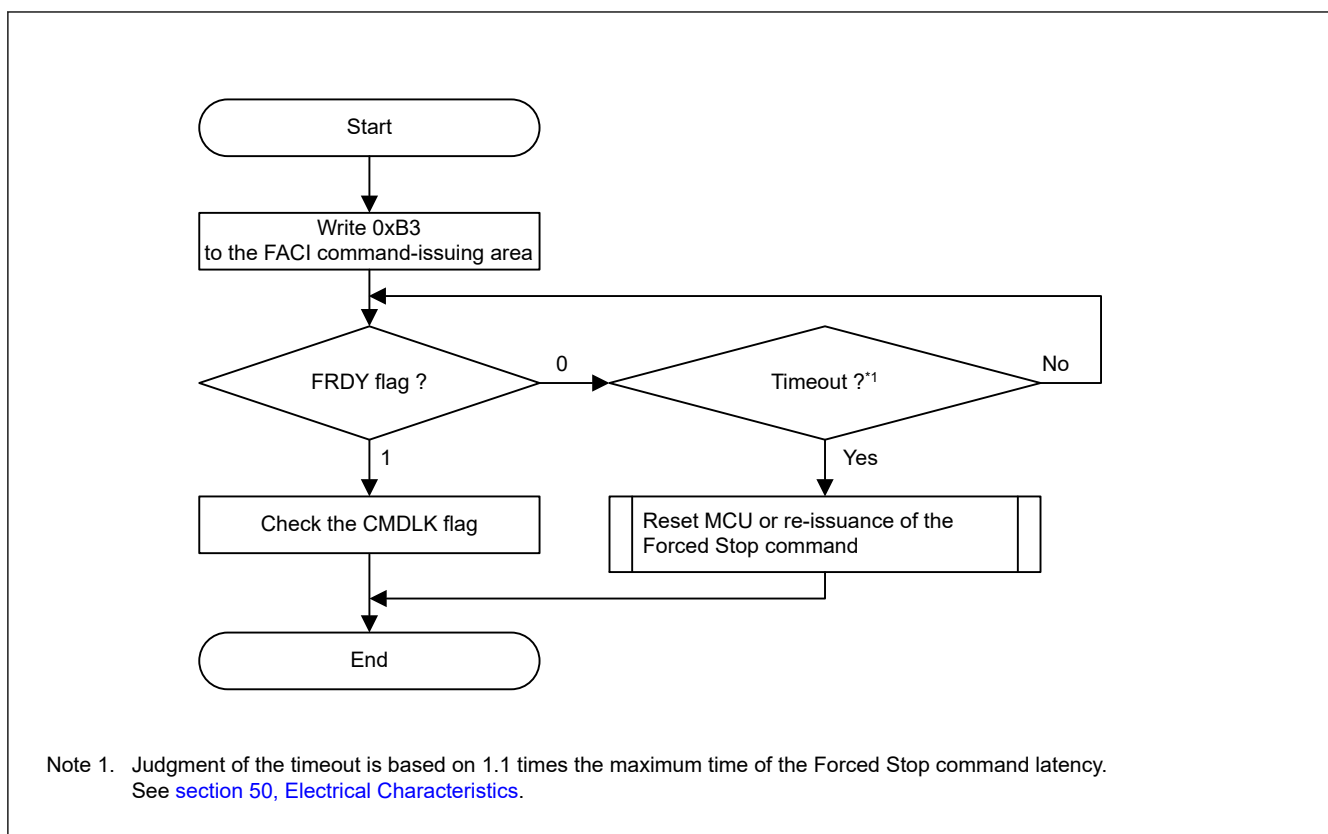 Start
Write 0xB3
to the FACI command-issuing area
FRDY flag ?
0
Timeout ?*1
No
1
Yes
Check the CMDLK flag
Reset MCU or re-issuance of the
Forced Stop command
End
Note 1. Judgment of the timeout is based on 1.1 times the maximum time of the Forced Stop command latency.
See section 50, Electrical Characteristics.